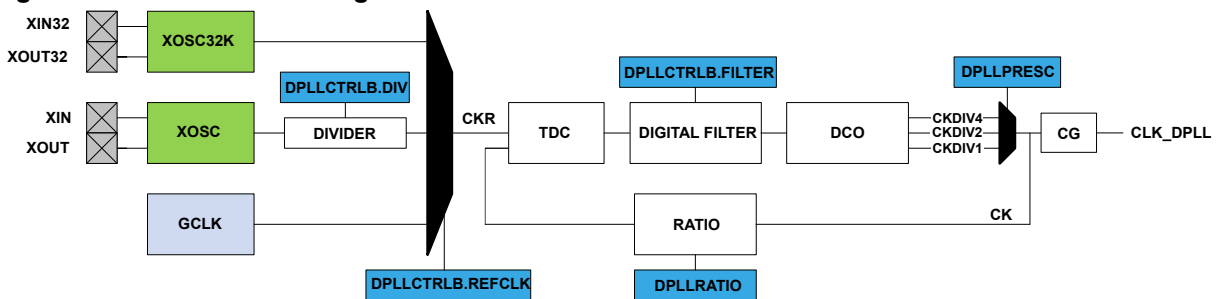 XIN32
XOUT32
XOSC32K
DPLLCTRLB.DIV
DPLLCTRLB.FILTER
DPLLPRESC
XIN
XOUT
XOSC
DIVIDER
CKR
TDC
DIGITAL FILTER
DCO
CKDIV4
CKDIV2
CKDIV1
CG
CLK_DPLL
GCLK
RATIO
CK
DPLLCTRLB.REFCLK
DPLLRATIO